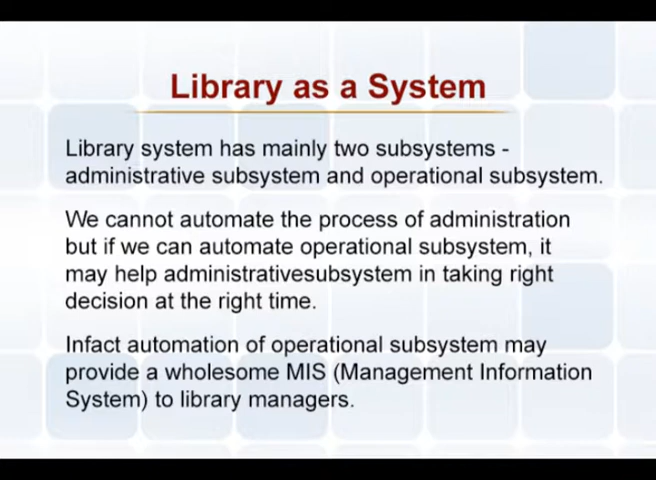 Library as a System
Library system has mainly two subsystems -
administrative subsystem and operational subsystem.
We cannot automate the process of administration
but if we can automate operational subsystem, it
may help administrativesubsystem in taking right
decision at the right time.
Infact automation of operational subsystem may
provide a wholesome MIS (Management Information
System) to library managers.